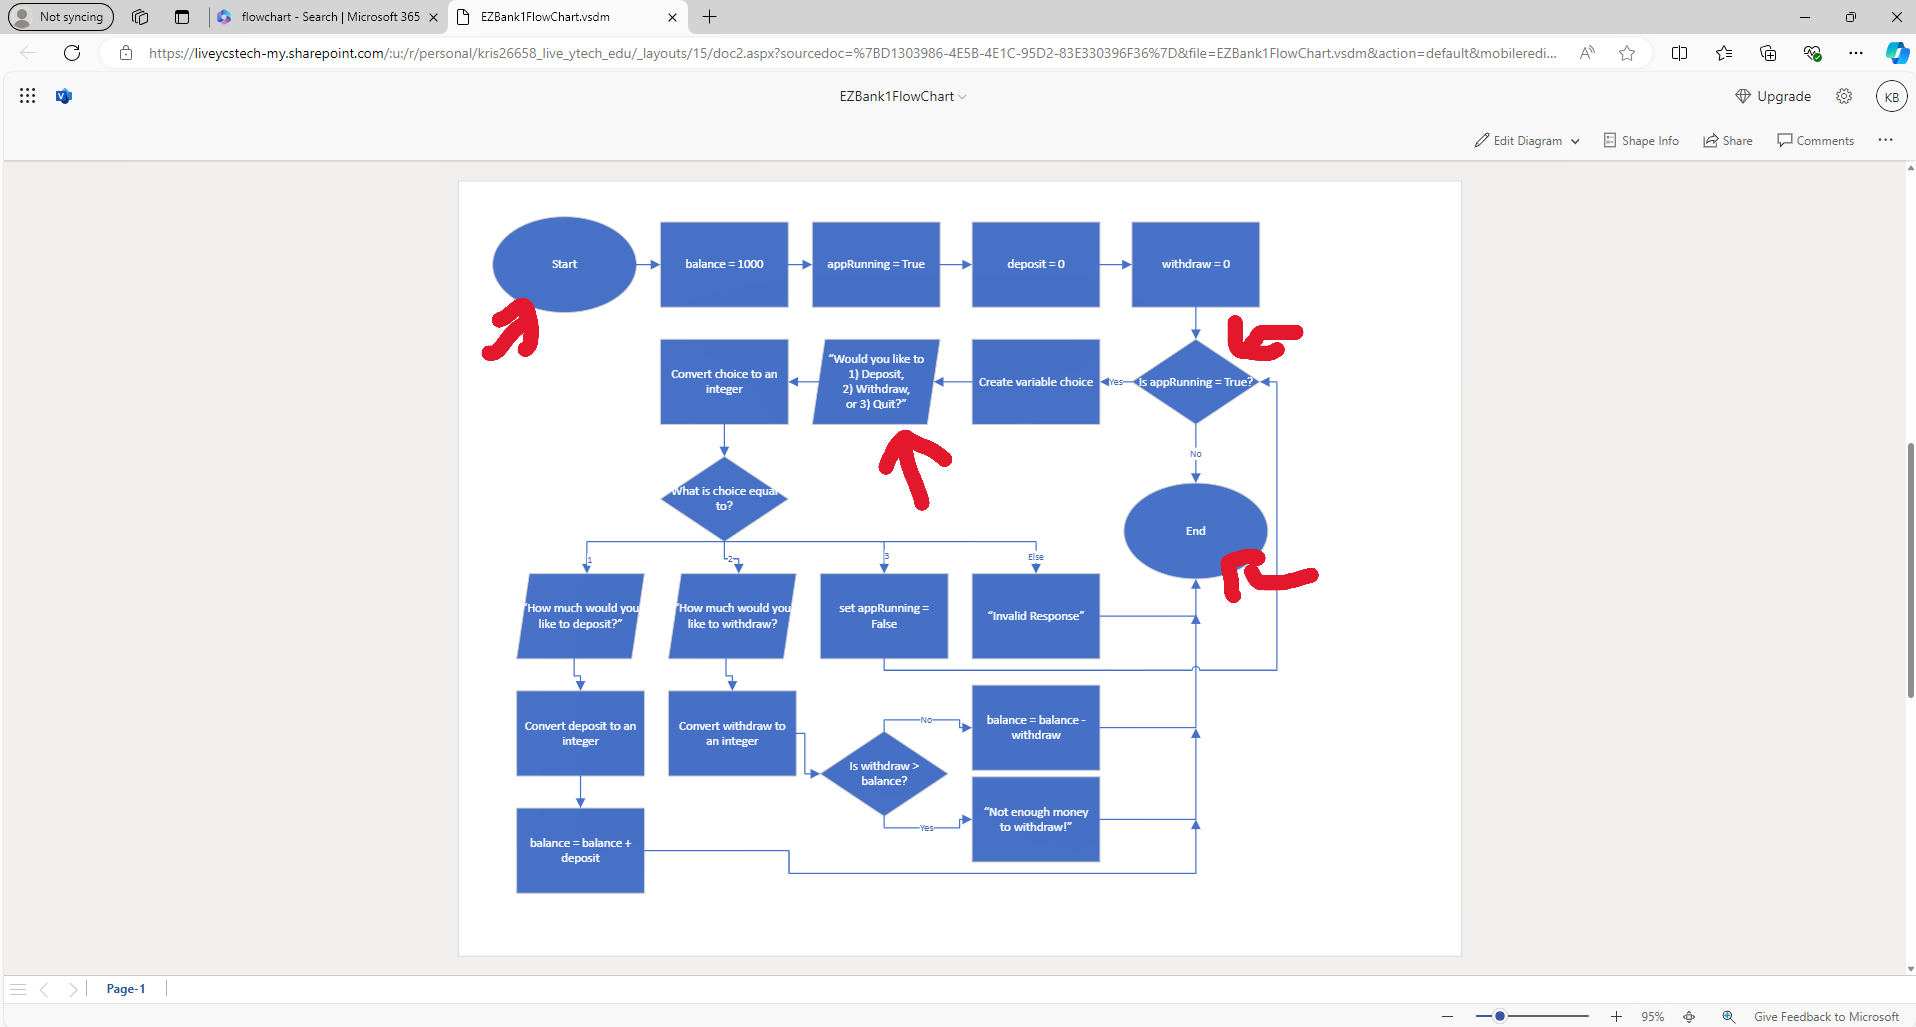 Not syncing
flowchart - Search | Microsoft 365
EZBank1FlowChart.vsdm
https://liveycstech-my.sharepoint.com/:u:/r/personal/kris26658_live_ytech_edu/_layouts/15/doc2.aspx?sourcedoc=%7BD1303986-4E5B-4E1C-95D2-83E330396F36%7D&file=EZBank1FlowChart.vsdm&action=default&mobileredi...
EZBank1FlowChart
Upgrade
KB
Edit Diagram
Shape Info
Share
Comments
Start
balance = 1000
appRunning = True
deposit = 0
withdraw = 0
Convert choice to an
integer
“Would you like to
1) Deposit,
2) Withdraw,
or 3) Quit?”
Create variable choice
Yes
Is appRunning = True?
No
What is choice equal
to?
End
1
2
3
Else
“How much would you
like to deposit?”
“How much would you
like to withdraw?
set appRunning =
False
“Invalid Response”
Convert deposit to an
integer
Convert withdraw to
an integer
No
Is withdraw >
balance?
Yes
balance = balance -
withdraw
“Not enough money
to withdraw!”
balance = balance +
deposit
Page-1
95%
Give Feedback to Microsoft